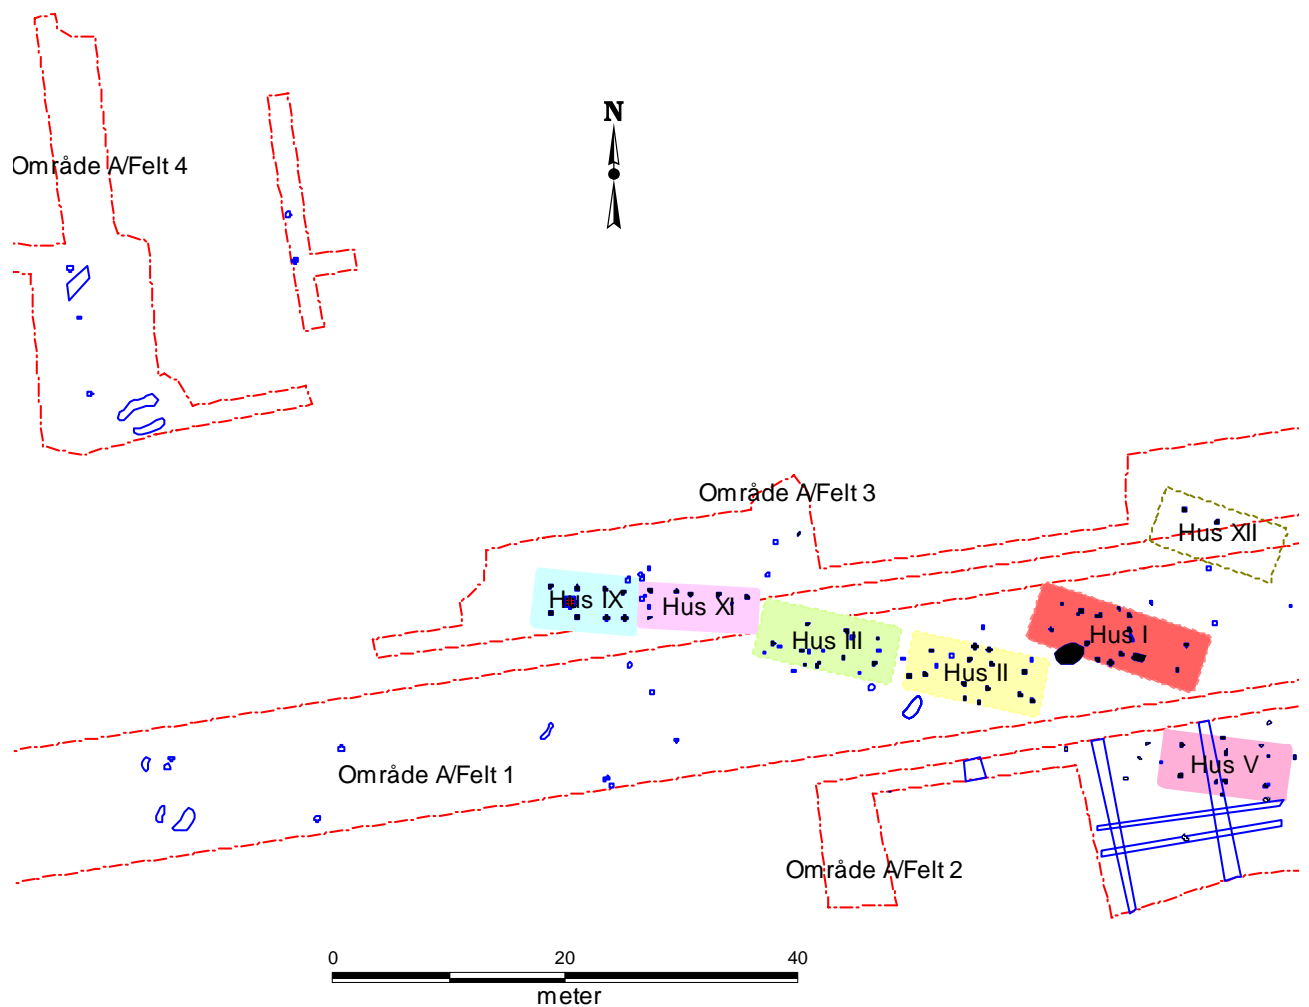 N
Område A/Felt 4
Område A/Felt 3
Hus XII
Hus IX
Hus XI
Hus III
Hus I
Hus II
Område A/Felt 1
Hus V
Område A/Felt 2
0 20 40
meter